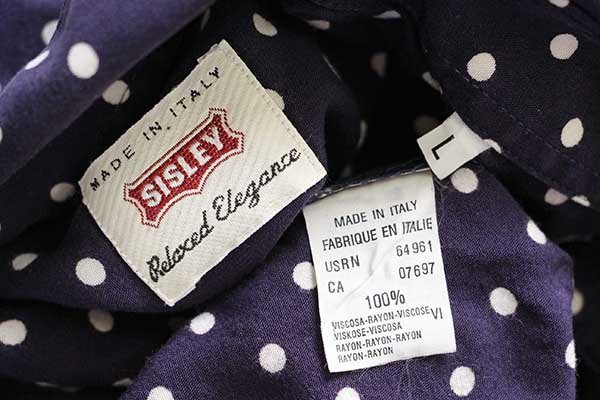 MADE IN ITALY
SISLEY
Relaxed Elegance
L
MADE IN ITALY
FABRIQUE EN ITALIE
USRN 64961
CA 07697
100%
VISCOSA-RAYON-VISCOSE VI
VISKOSE-VISCOSA
RAYON-RAYON-RAYON
RAYON-RAYON